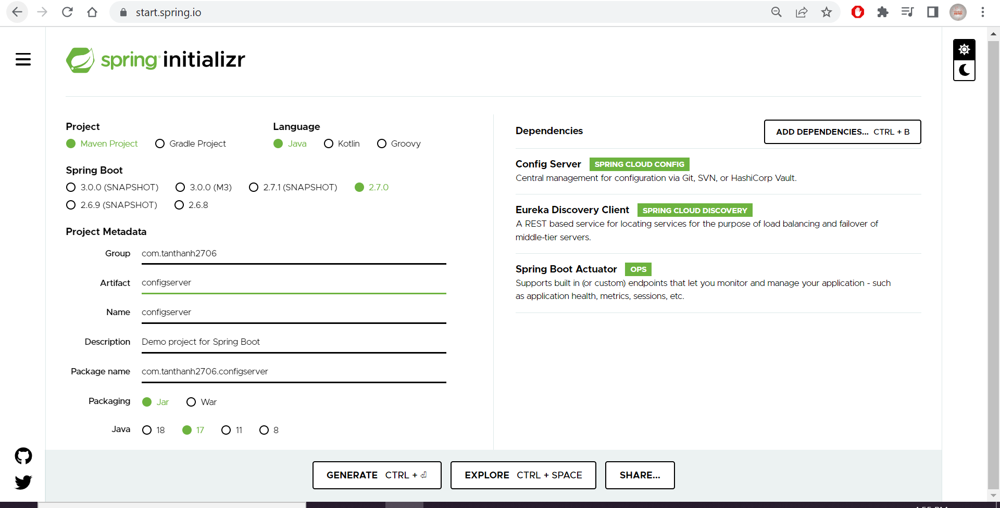 start.spring.io
spring initializr
Project
Maven Project
Gradle Project
Language
Java
Kotlin
Groovy
Spring Boot
3.0.0 (SNAPSHOT)
3.0.0 (M3)
2.7.1 (SNAPSHOT)
2.7.0
2.6.9 (SNAPSHOT)
2.6.8
Project Metadata
Group com.tanthanh2706
Artifact configserver
Name configserver
Description Demo project for Spring Boot
Package name com.tanthanh2706.configserver
Packaging Jar War
Java 18 17 11 8
Dependencies
ADD DEPENDENCIES... CTRL + B
Config Server SPRING CLOUD CONFIG
Central management for configuration via Git, SVN, or HashiCorp Vault.
Eureka Discovery Client SPRING CLOUD DISCOVERY
A REST based service for locating services for the purpose of load balancing and failover of
middle-tier servers.
Spring Boot Actuator OPS
Supports built in (or custom) endpoints that let you monitor and manage your application - such
as application health, metrics, sessions, etc.
GENERATE CTRL + ⏎
EXPLORE CTRL + SPACE
SHARE...